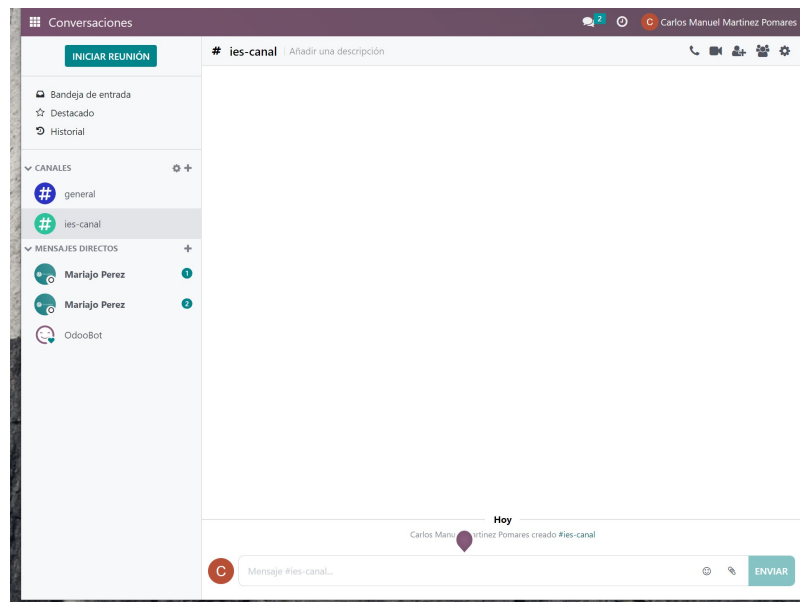 Conversaciones
2
C Carlos Manuel Martinez Pomares
INICIAR REUNIÓN
# ies-canal Añadir una descripción
Bandeja de entrada
Destacado
Historial
CANALES
# general
# ies-canal
MENSAJES DIRECTOS
Mariajo Perez 1
Mariajo Perez 2
OdooBot
Hoy
Carlos Manu rtinez Pomares creado #ies-canal
C Mensaje #ies-canal... ENVIAR